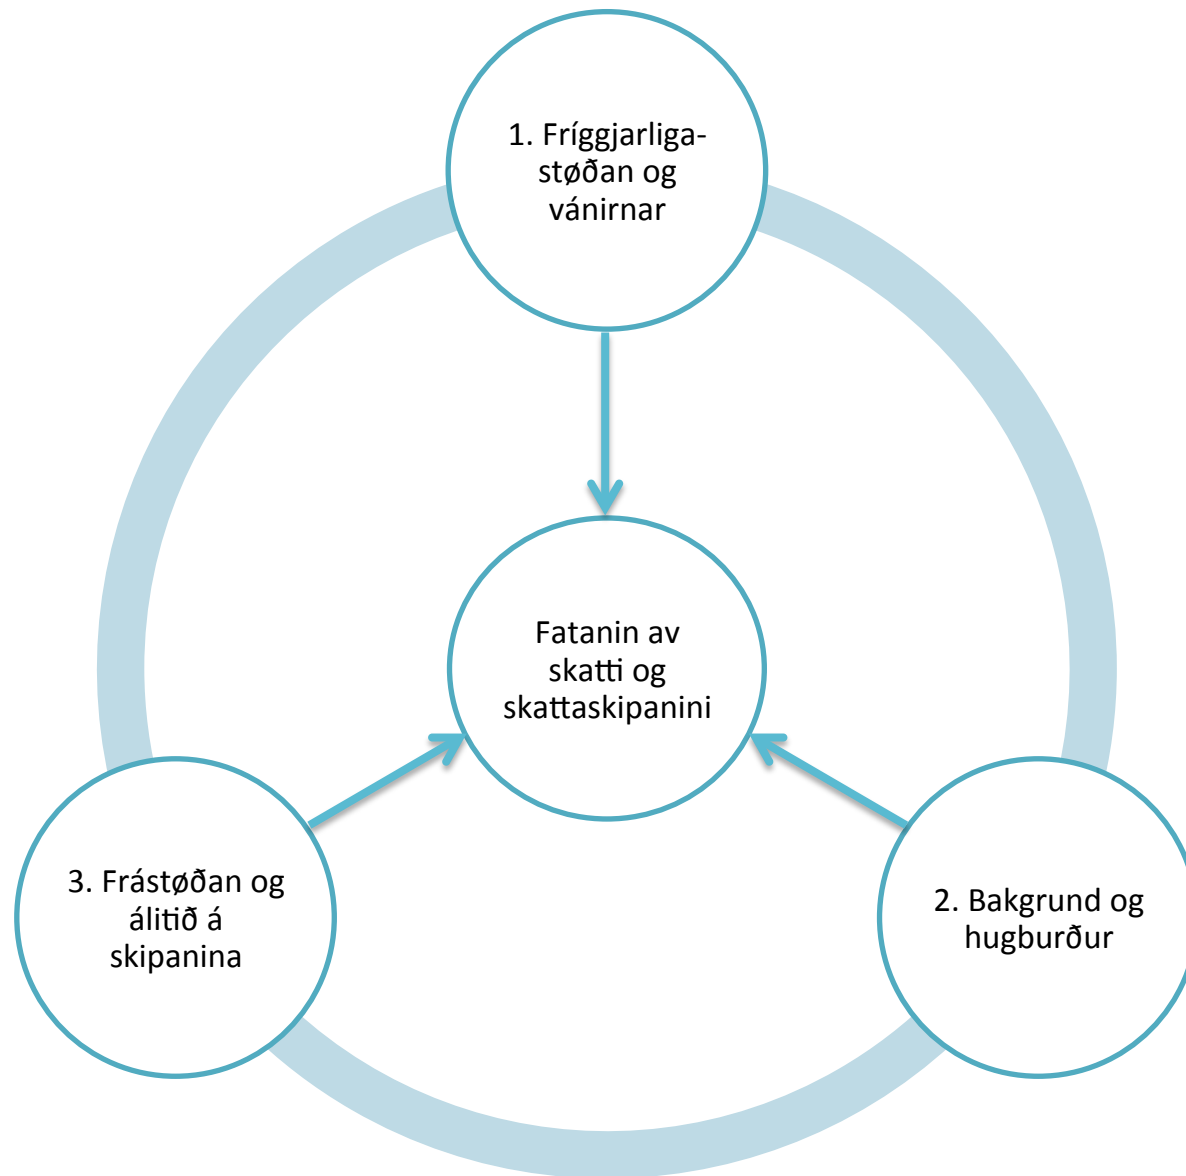 1. Fríggjarliga-
støðan og
vánirnar
Fatanin av
skatti og
skattaskipanini
3. Frástøðan og
álitið á
skipanina
2. Bakgrund og
hugburður